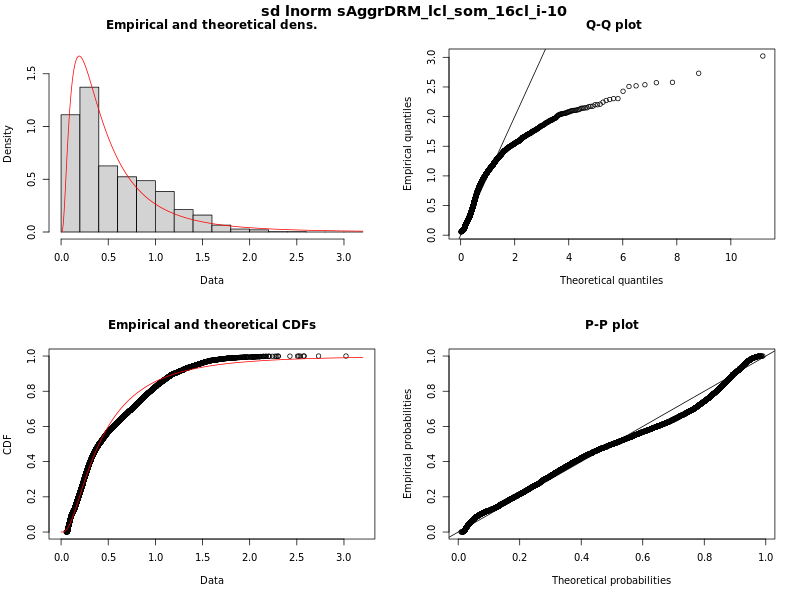 sd lnorm sAggrDRM_lcl_som_16cl_i-10
Empirical and theoretical dens.
Density
0.0 0.5 1.0 1.5
0.0 0.5 1.0 1.5 2.0 2.5 3.0
Data
Q-Q plot
Empirical quantiles
0.0 0.5 1.0 1.5 2.0 2.5 3.0
0 2 4 6 8 10
Theoretical quantiles
Empirical and theoretical CDFs
CDF
0.0 0.2 0.4 0.6 0.8 1.0
0.0 0.5 1.0 1.5 2.0 2.5 3.0
Data
P-P plot
Empirical probabilities
0.0 0.2 0.4 0.6 0.8 1.0
0.0 0.2 0.4 0.6 0.8 1.0
Theoretical probabilities